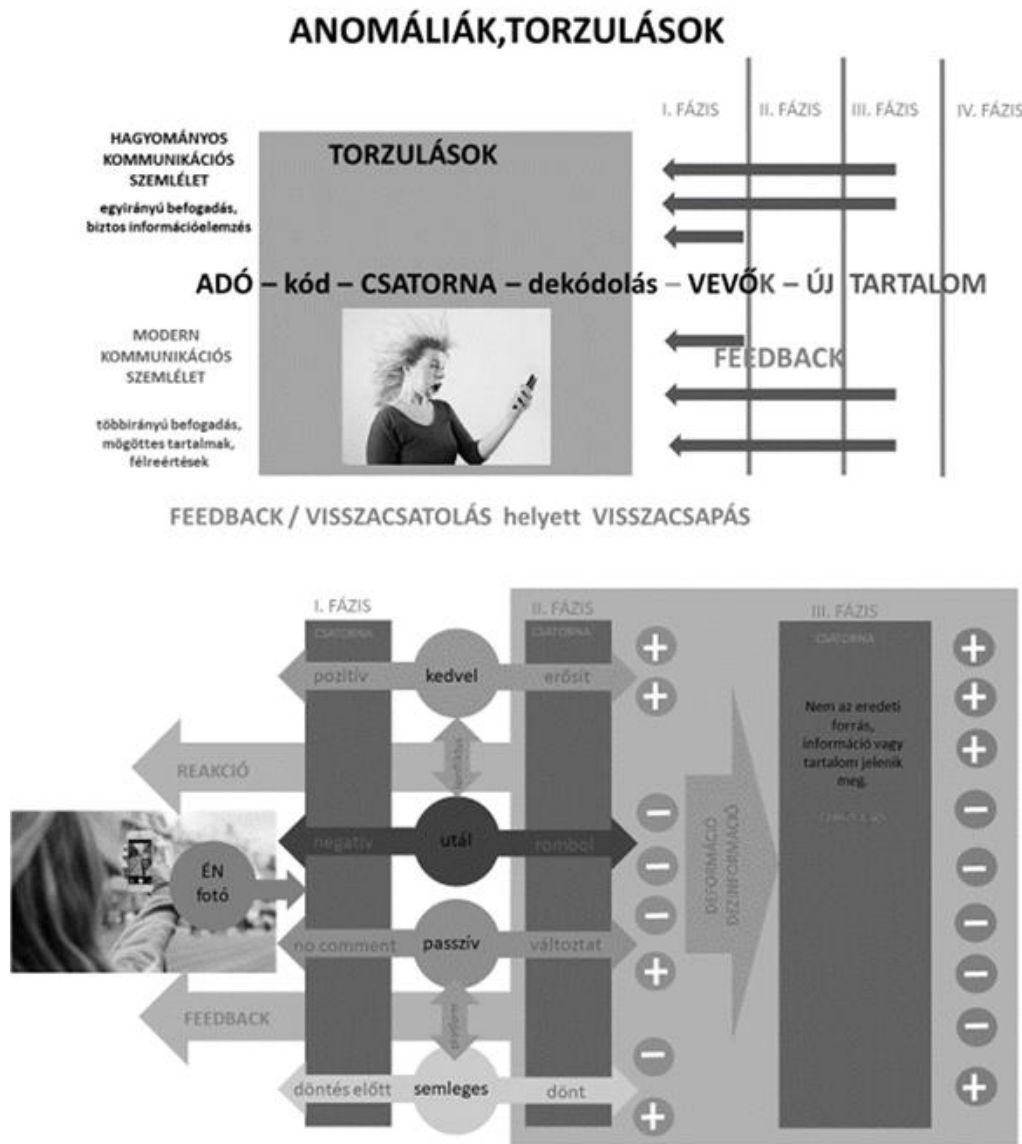 ANOMÁLIÁK,TORZULÁSOK
I. FÁZIS
II. FÁZIS
III. FÁZIS
IV. FÁZIS
HAGYOMÁNYOS
KOMMUNIKÁCIÓS
SZEMLÉLET
egyirányú befogadás,
biztos információelemzés
TORZULÁSOK
ADÓ – kód – CSATORNA – dekódolás – VEVŐK – ÚJ TARTALOM
MODERN
KOMMUNIKÁCIÓS
SZEMLÉLET
FEEDBACK
többirányú befogadás,
mögöttes tartalmak,
félreértések
FEEDBACK / VISSZACSATOLÁS helyett VISSZACSAPÁS
I. FÁZIS
II. FÁZIS
III. FÁZIS
CSATORNA
CSATORNA
CSATORNA
pozitív
kedvel
erősít
Nem az eredeti
forrás,
információ vagy
tartalom jelenik
meg.
REAKCIÓ
negatív
utál
rombol
DEFORMÁCIÓ
DEZINFORMÁCIÓ
ÉN
fotó
no comment
passzív
változtat
FEEDBACK
platform
döntés előtt
semleges
dönt